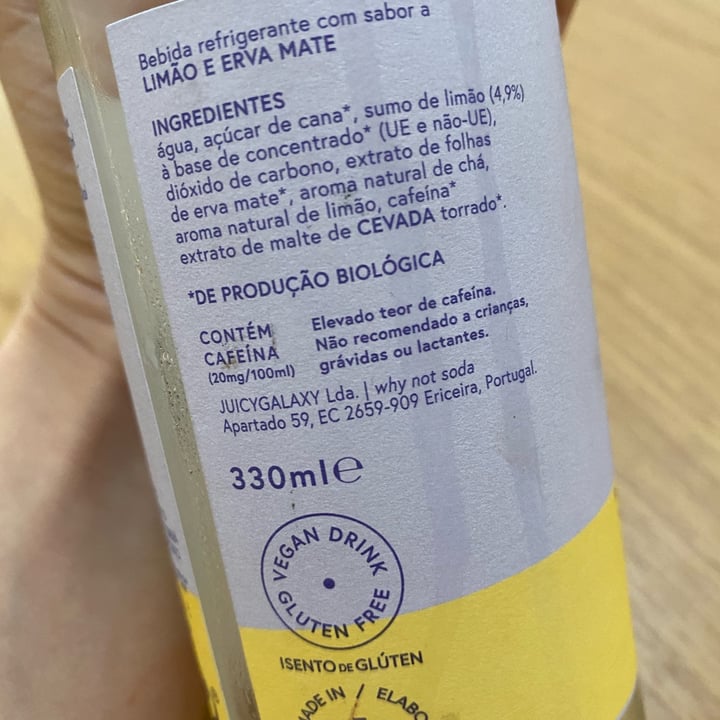 Bebida refrigerante com sabor a
LIMÃO E ERVA MATE
INGREDIENTES
água, açúcar de cana*, sumo de limão (4,9%)
à base de concentrado* (UE e não-UE),
dióxido de carbono, extrato de folhas
de erva mate*, aroma natural de chá,
aroma natural de limão, cafeína*
extrato de malte de CEVADA torrado*.
*DE PRODUÇÃO BIOLÓGICA
CONTÉM
CAFEÍNA
(20mg/100ml)
Elevado teor de cafeína.
Não recomendado a crianças,
grávidas ou lactantes.
JUICYGALAXY Lda. | why not soda
Apartado 59, EC 2659-909 Ericeira, Portugal.
330ml℮
VEGAN DRINK
GLUTEN FREE
ISENTO DE GLÚTEN
MADE IN / ELABO